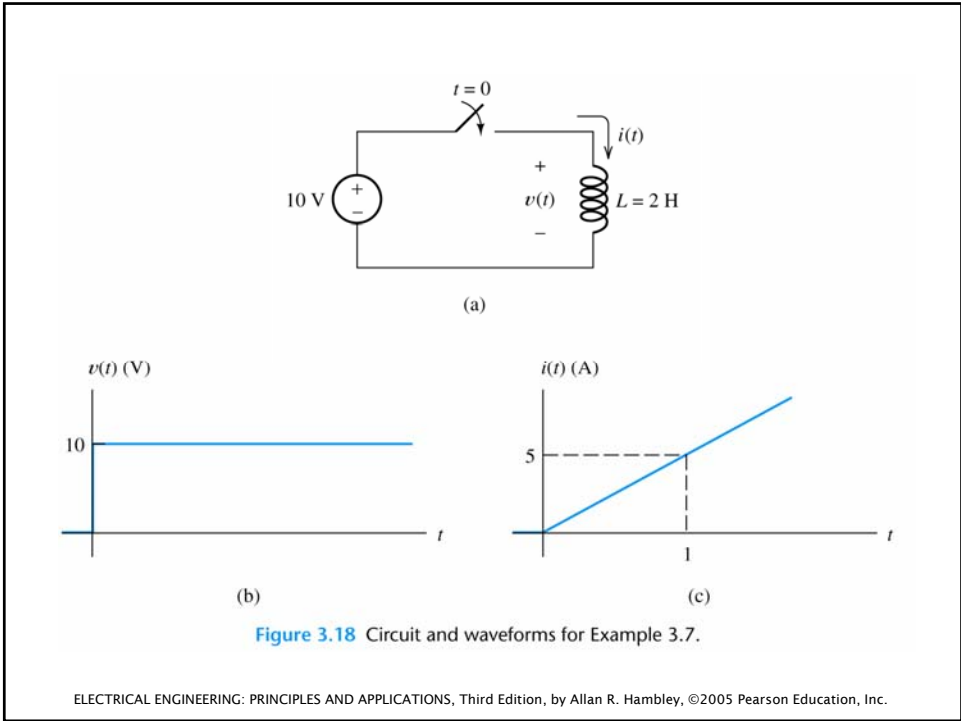 t = 0
i(t)
+
10 V
+
−
v(t)
L = 2 H
−
(a)
v(t) (V)
10
t
(b)
i(t) (A)
5
1
t
(c)
Figure 3.18 Circuit and waveforms for Example 3.7.
ELECTRICAL ENGINEERING: PRINCIPLES AND APPLICATIONS, Third Edition, by Allan R. Hambley, ©2005 Pearson Education, Inc.